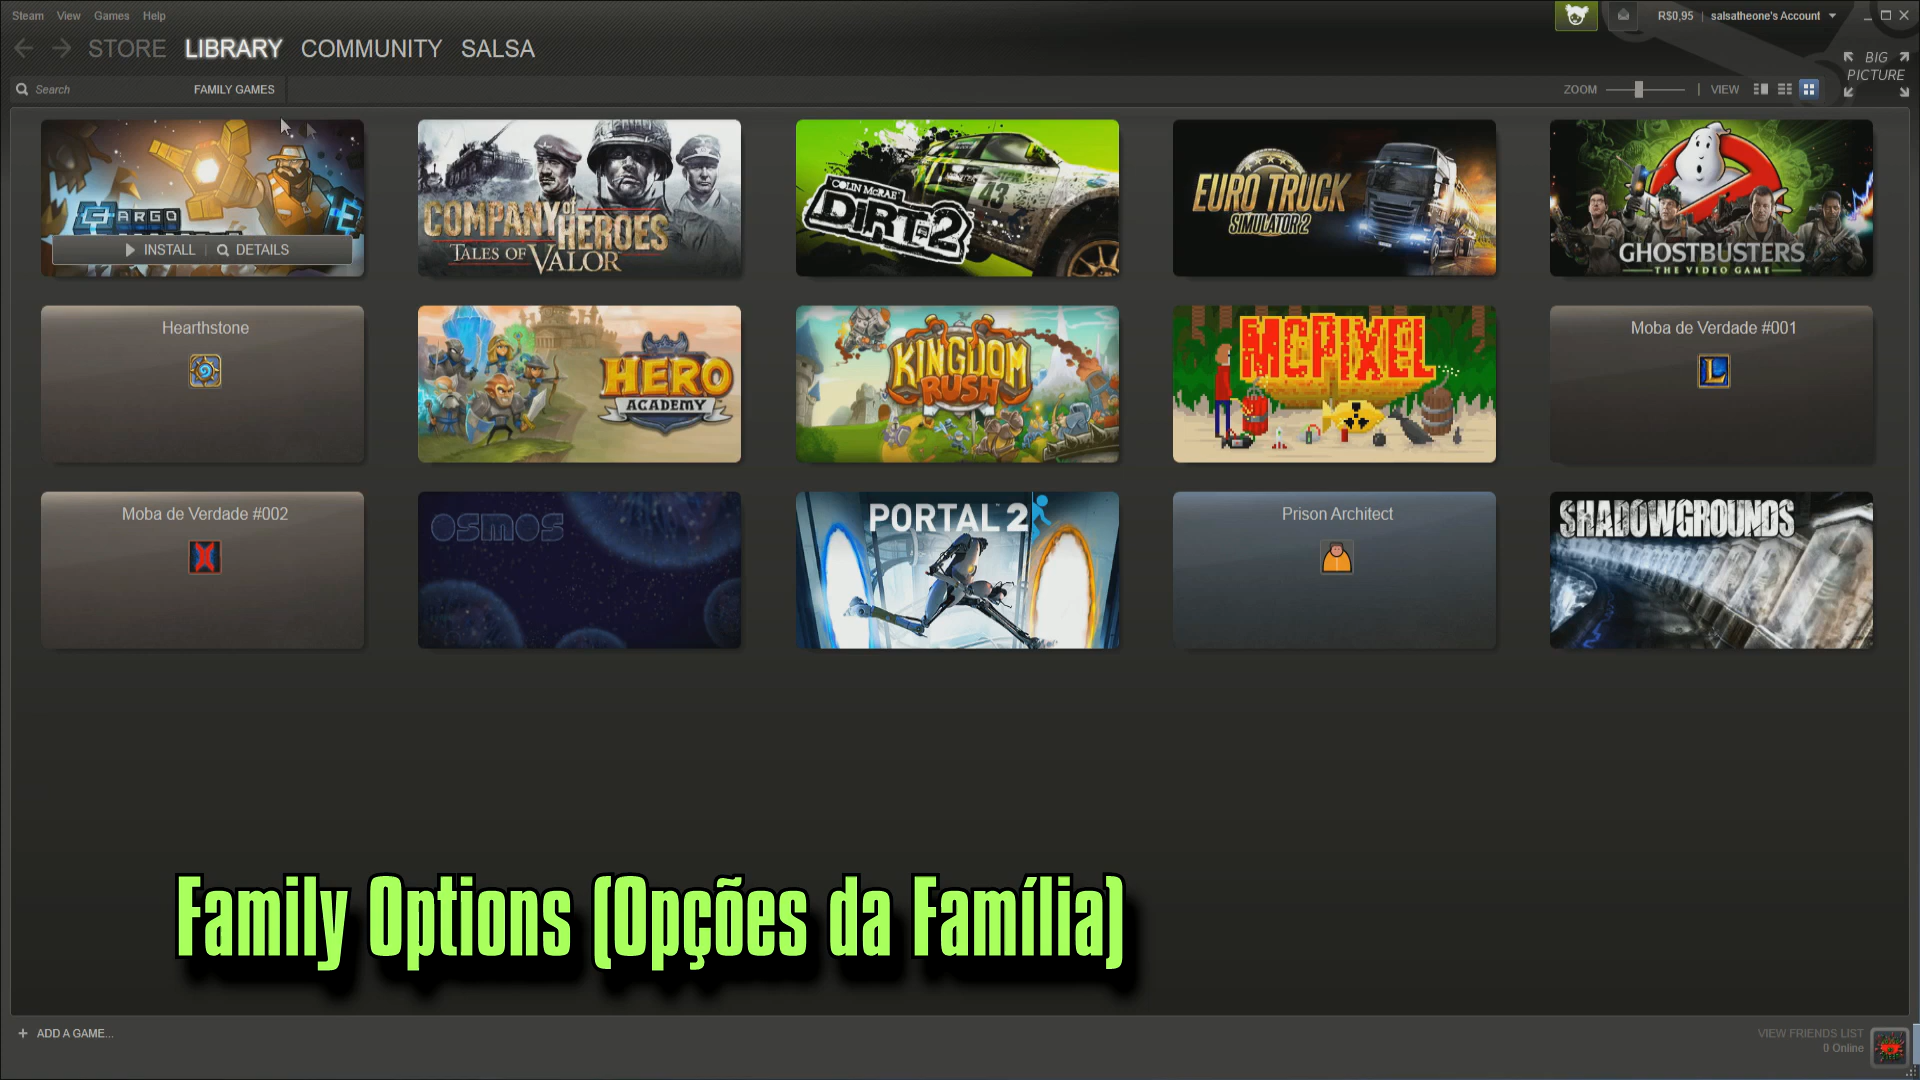 Steam View Games Help
R$0,95 | salsatheone's Account
STORE LIBRARY COMMUNITY SALSA
BIG PICTURE
Search
FAMILY GAMES
ZOOM
VIEW
INSTALL
DETAILS
COMPANY of HEROES
TALES OF VALOR
COLIN McRAE
DiRT2
43
EURO TRUCK
SIMULATOR 2
GHOSTBUSTERS
THE VIDEO GAME
Hearthstone
HERO
ACADEMY
KINGDOM
RUSH
MCPIXEL
Moba de Verdade #001
L
Moba de Verdade #002
OSMOS
PORTAL 2
Prison Architect
SHADOWGROUNDS
Family Options (Opções da Família)
+ ADD A GAME...
VIEW FRIENDS LIST
0 Online